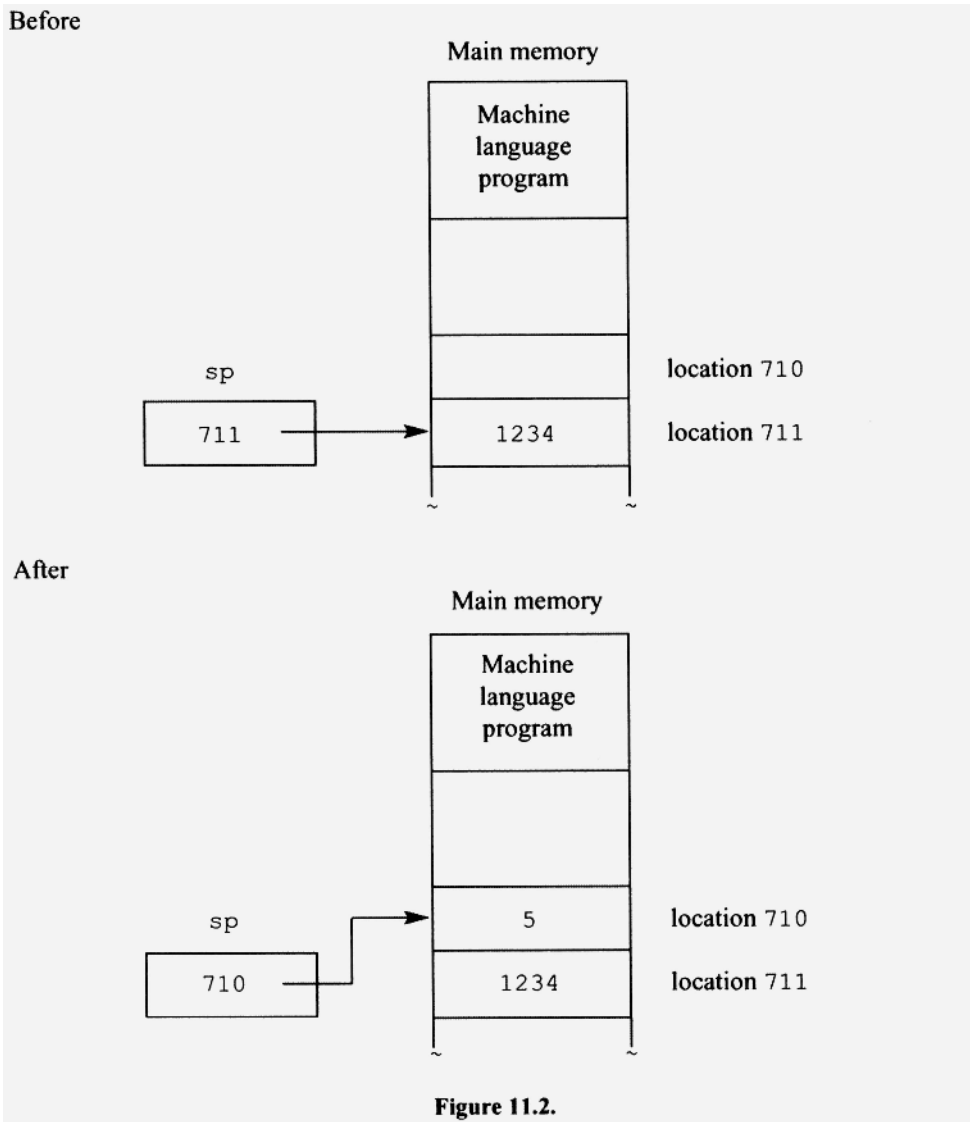 Before
Main memory
Machine
language
program
location 710
sp
711
1234
location 711
~ ~
After
Main memory
Machine
language
program
sp
5
location 710
710
1234
location 711
~ ~
Figure 11.2.